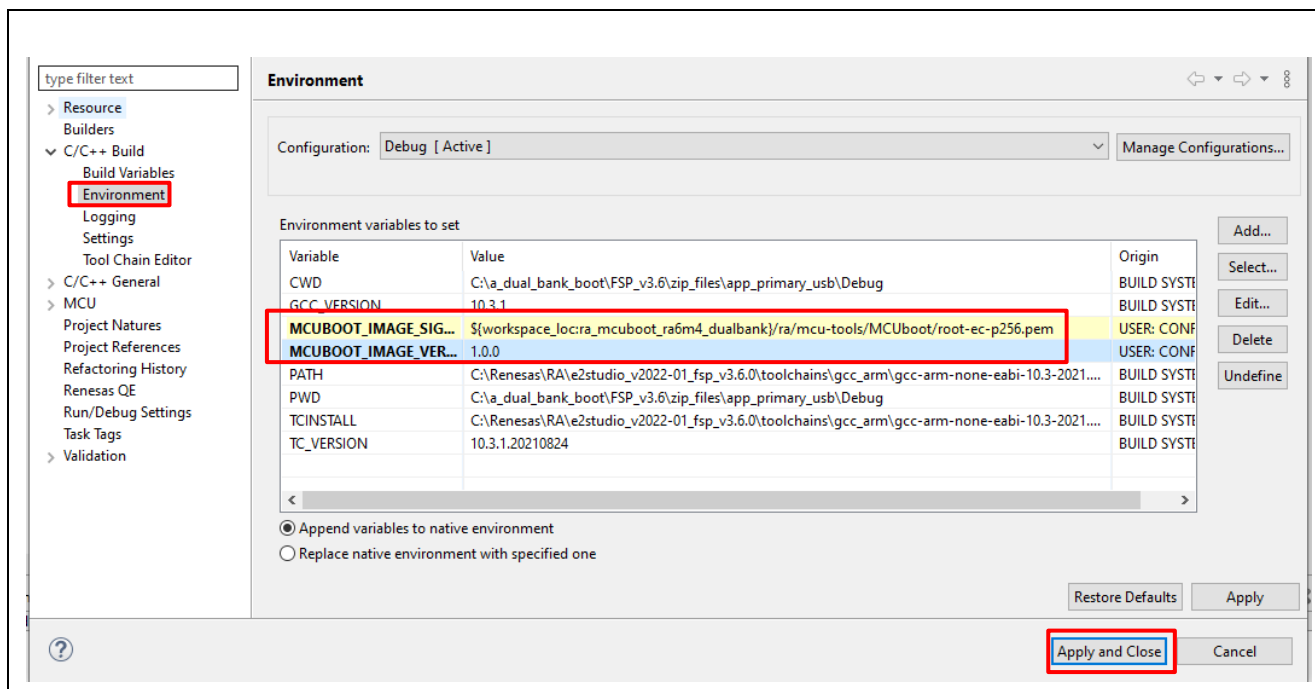 type filter text
Environment
Resource
Builders
C/C++ Build
Build Variables
Environment
Logging
Settings
Tool Chain Editor
C/C++ General
MCU
Project Natures
Project References
Refactoring History
Renesas QE
Run/Debug Settings
Task Tags
Validation
Configuration: Debug [ Active ] Manage Configurations...
Environment variables to set
Variable Value Origin
CWD C:\a_dual_bank_boot\FSP_v3.6\zip_files\app_primary_usb\Debug BUILD SYSTE
GCC_VERSION 10.3.1 BUILD SYSTE
MCUBOOT_IMAGE_SIG... ${workspace_loc:ra_mcuboot_ra6m4_dualbank}/ra/mcu-tools/MCUboot/root-ec-p256.pem USER: CONF
MCUBOOT_IMAGE_VER... 1.0.0 USER: CONF
PATH C:\Renesas\RA\e2studio_v2022-01_fsp_v3.6.0\toolchains\gcc_arm\gcc-arm-none-eabi-10.3-2021.... BUILD SYSTE
PWD C:\a_dual_bank_boot\FSP_v3.6\zip_files\app_primary_usb\Debug BUILD SYSTE
TCINSTALL C:\Renesas\RA\e2studio_v2022-01_fsp_v3.6.0\toolchains\gcc_arm\gcc-arm-none-eabi-10.3-2021.... BUILD SYSTE
TC_VERSION 10.3.1.20210824 BUILD SYSTE
Add...
Select...
Edit...
Delete
Undefine
Append variables to native environment
Replace native environment with specified one
Restore Defaults Apply
Apply and Close Cancel